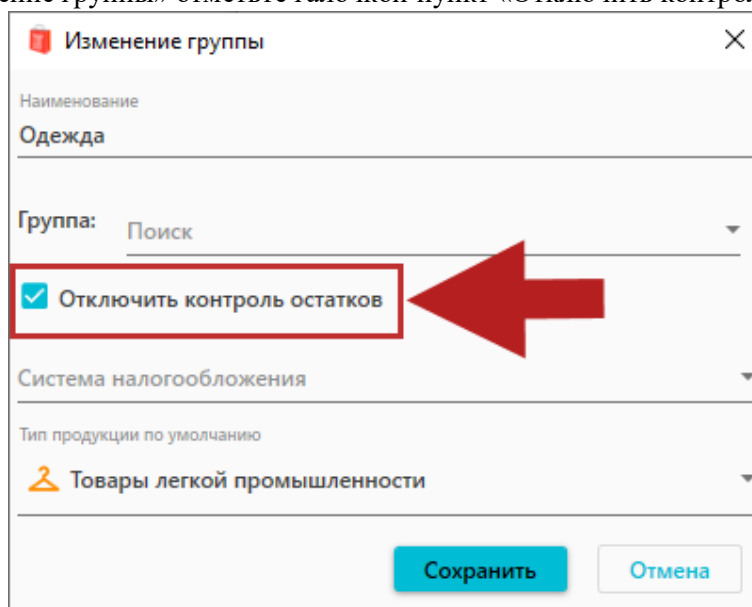 Изменение группы
Наименование
Одежда
Группа:
Поиск
Отключить контроль остатков
Система налогообложения
Тип продукции по умолчанию
Товары легкой промышленности
Сохранить
Отмена